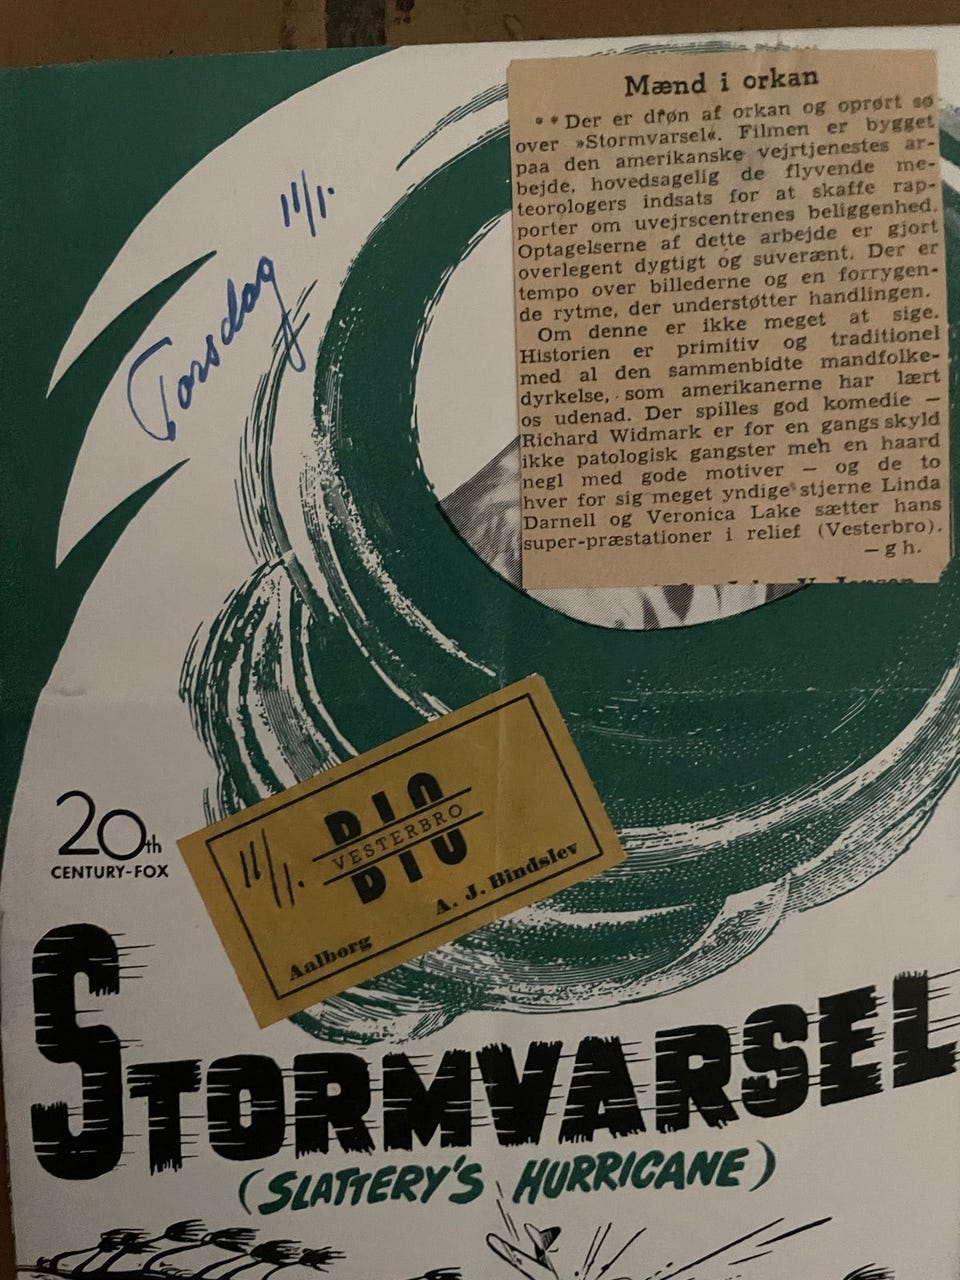 Mænd i orkan
* * Der er drøn af orkan og oprørt sø
over »Stormvarsel«. Filmen er bygget
paa den amerikanske vejrtjenestes ar-
bejde, hovedsagelig de flyvende me-
teorologers indsats for at skaffe rap-
porter om uvejrscentrenes beliggenhed.
Optagelserne af dette arbejde er gjort
overlegent dygtigt og suverænt. Der er
tempo over billederne og en forrygen-
de rytme, der understøtter handlingen.
Om denne er ikke meget at sige.
Historien er primitiv og traditionel
med al den sammenbidte mandfolke-
dyrkelse, som amerikanerne har lært
os udenad. Der spilles god komedie —
Richard Widmark er for en gangs skyld
ikke patologisk gangster meh en haard
negl med gode motiver — og de to
hver for sig meget yndige stjerne Linda
Darnell og Veronica Lake sætter hans
super-præstationer i relief (Vesterbro).
— g h.
Torsdag 11/1.
20th
CENTURY-FOX
11/1.
BIO
VESTERBRO
BIO
A. J. Bindslev
Aalborg
STORMVARSEL
(SLATTERY'S HURRICANE)